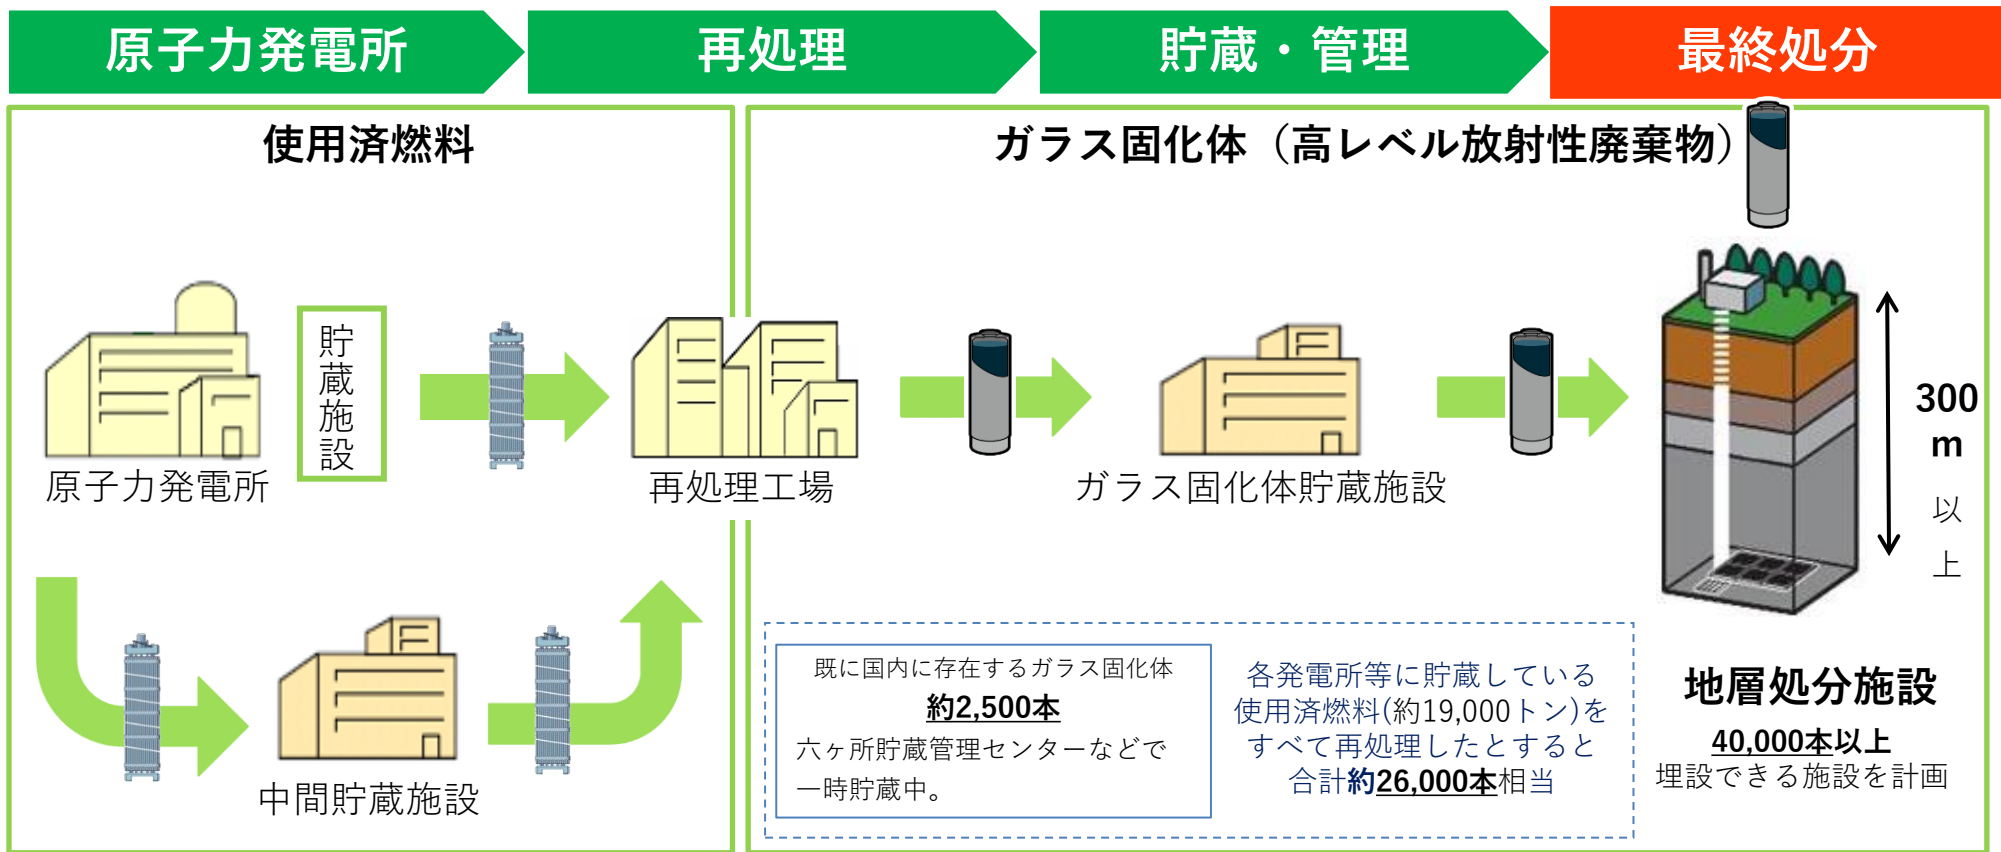 原子力発電所
再処理
貯蔵・管理
最終処分
使用済燃料
ガラス固化体（高レベル放射性廃棄物）
貯蔵施設
原子力発電所
再処理工場
ガラス固化体貯蔵施設
300
m
以
上
中間貯蔵施設
既に国内に存在するガラス固化体
約2,500本
六ヶ所貯蔵管理センターなどで
一時貯蔵中。
各発電所等に貯蔵している
使用済燃料(約19,000トン)を
すべて再処理したとすると
合計約26,000本相当
地層処分施設
40,000本以上
埋設できる施設を計画